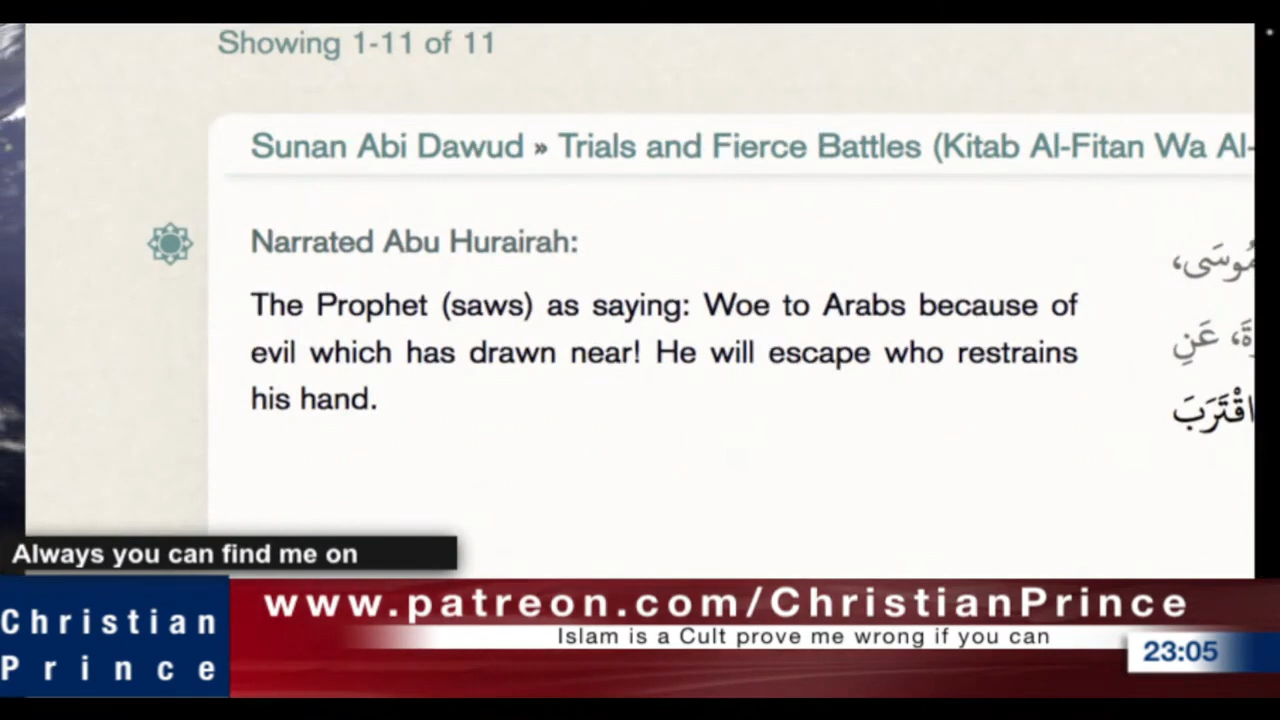 Showing 1-11 of 11
Sunan Abi Dawud » Trials and Fierce Battles (Kitab Al-Fitan Wa Al-
Narrated Abu Hurairah:
مُوسَى،
The Prophet (saws) as saying: Woe to Arabs because of
evil which has drawn near! He will escape who restrains
ةَ، عَنِ
his hand.
اقْتَرَبَ
Always you can find me on
www.patreon.com/ChristianPrince
Christian
Prince
Islam is a Cult prove me wrong if you can
23:05